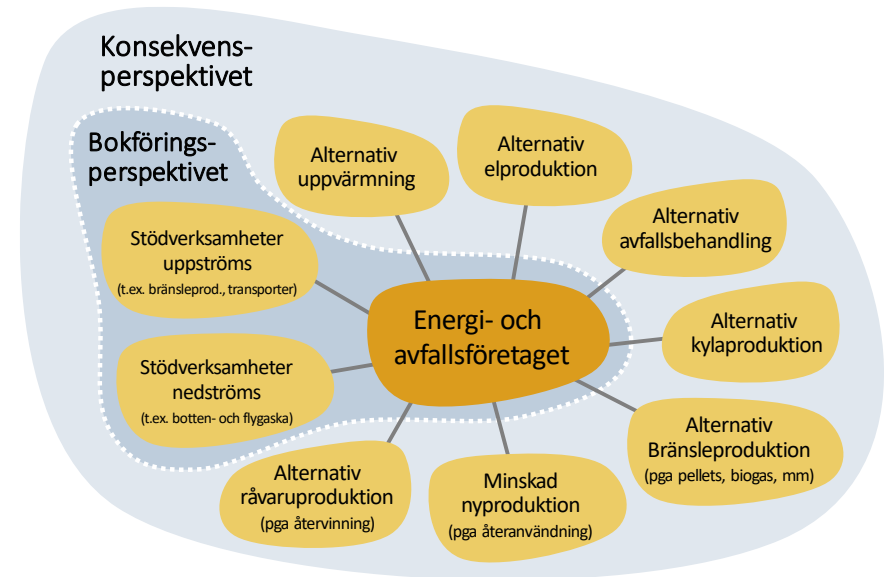 Konsekvens-
perspektivet
Bokförings-
perspektivet
Alternativ
uppvärmning
Alternativ
elproduktion
Alternativ
avfallsbehandling
Stödverksamheter
uppströms
(t.ex. bränsleprod., transporter)
Energi- och
avfallsföretaget
Alternativ
kylaproduktion
Stödverksamheter
nedströms
(t.ex. botten- och flygaska)
Alternativ
Bränsleproduktion
(pga pellets, biogas, mm)
Alternativ
råvaruproduktion
(pga återvinning)
Minskad
nyproduktion
(pga återanvändning)